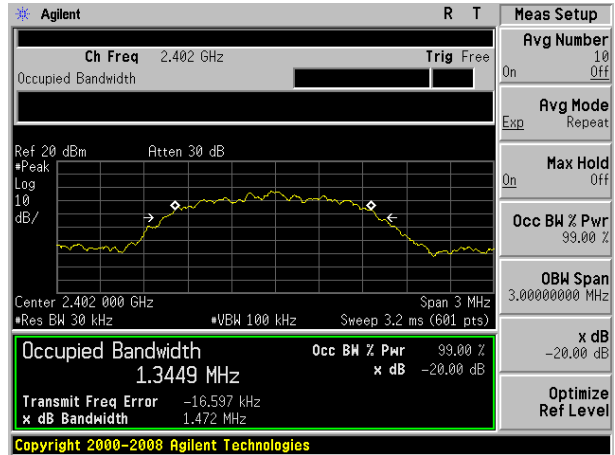 Agilent R T Meas Setup
Ch Freq 2.402 GHz Trig Free
Occupied Bandwidth
Avg Number
10
On Off
Avg Mode
Exp Repeat
Max Hold
On Off
Occ BW % Pwr
99.00 %
OBW Span
3.00000000 MHz
x dB
-20.00 dB
Optimize
Ref Level
Ref 20 dBm Atten 30 dB
#Peak
Log
10
dB/
Center 2.402 000 GHz Span 3 MHz
#Res BW 30 kHz #VBW 100 kHz Sweep 3.2 ms (601 pts)
Occupied Bandwidth Occ BW % Pwr 99.00 %
1.3449 MHz x dB -20.00 dB
Transmit Freq Error -16.597 kHz
x dB Bandwidth 1.472 MHz
Copyright 2000-2008 Agilent Technologies